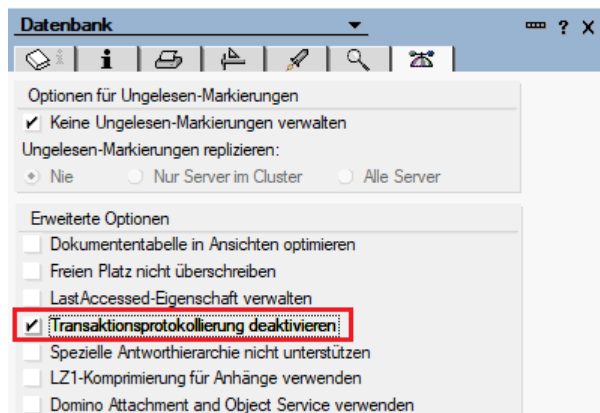 Datenbank
? X
i i
Optionen für Ungelesen-Markierungen
Keine Ungelesen-Markierungen verwalten
Ungelesen-Markierungen replizieren:
Nie Nur Server im Cluster Alle Server
Erweiterte Optionen
Dokumententabelle in Ansichten optimieren
Freien Platz nicht überschreiben
LastAccessed-Eigenschaft verwalten
Transaktionsprotokollierung deaktivieren
Spezielle Antworthierarchie nicht unterstützen
LZ1-Komprimierung für Anhänge verwenden
Domino Attachment and Object Service verwenden